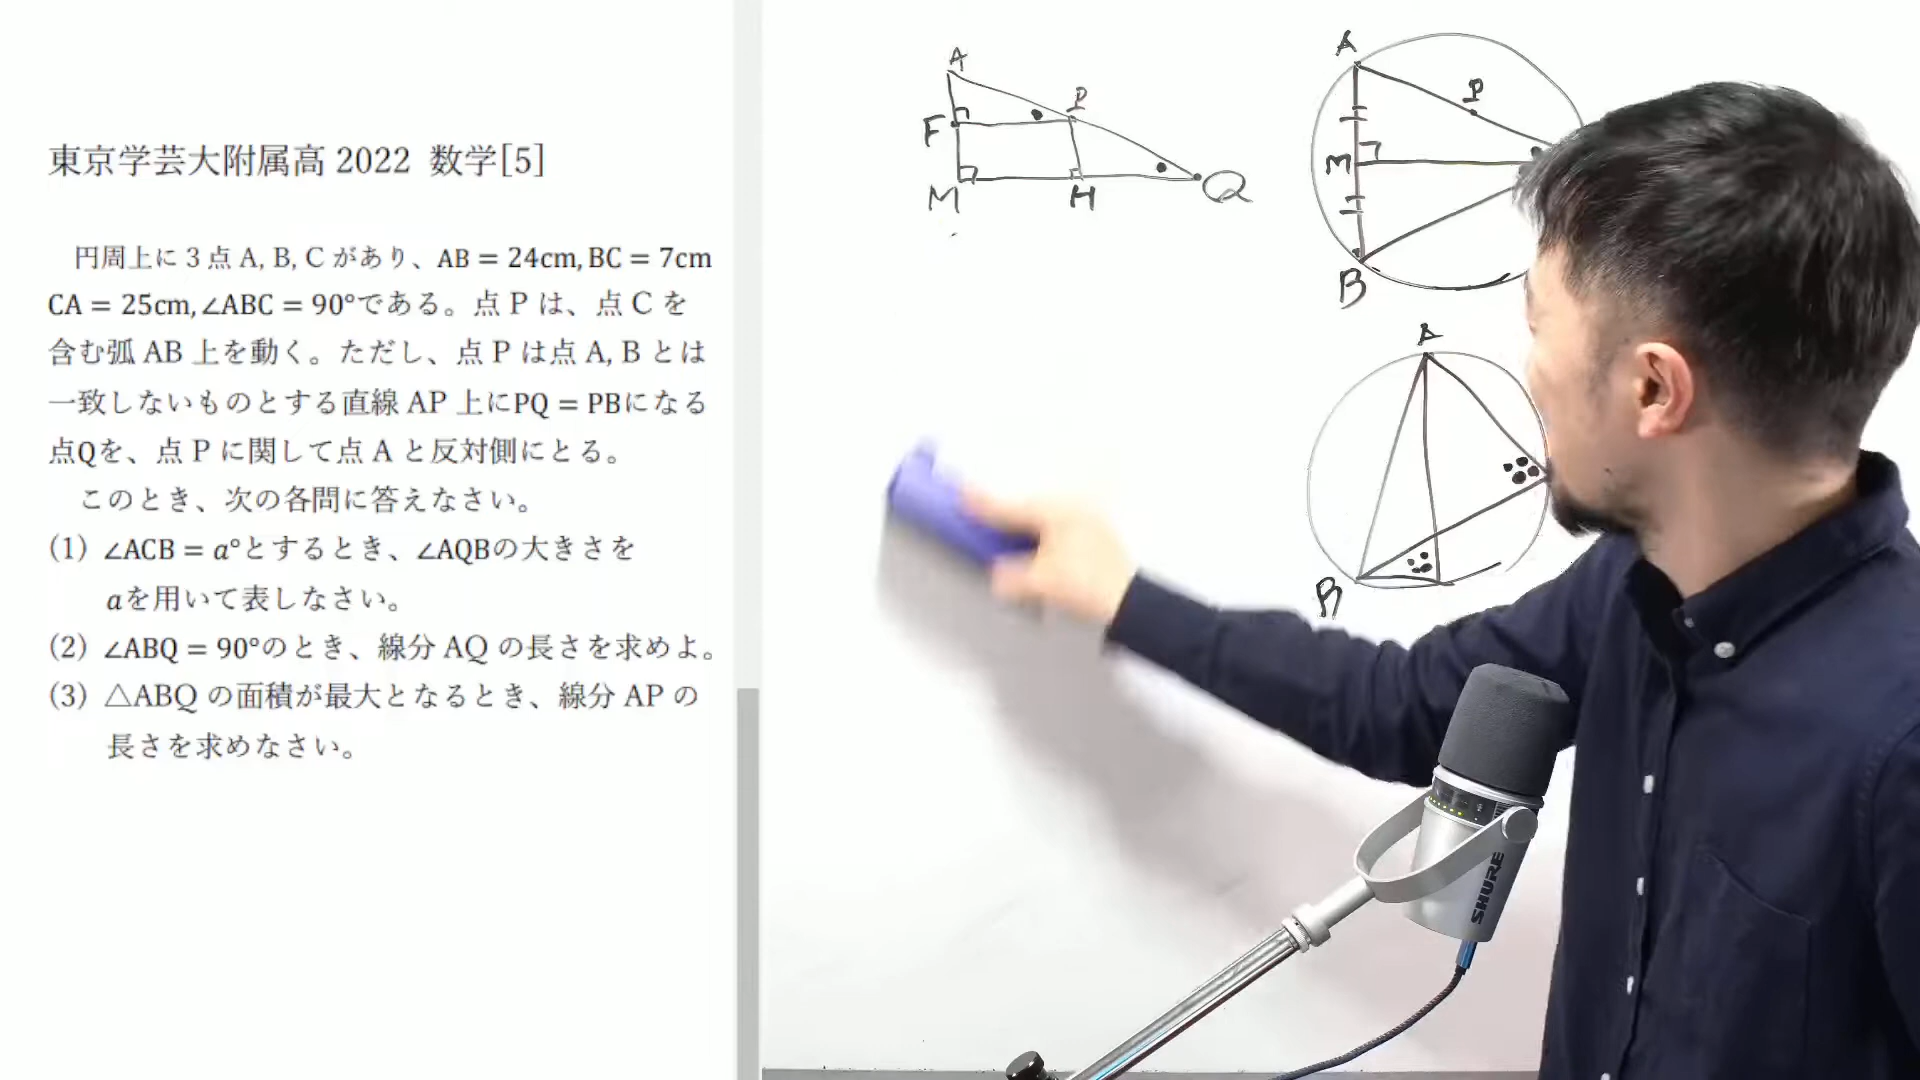 東京学芸大附属高 2022 数学[5]
円周上に 3 点 A, B, C があり、AB = 24cm, BC = 7cm
CA = 25cm, ∠ABC = 90°である。点 P は、点 C を
含む弧 AB 上を動く。ただし、点 P は点 A, B とは
一致しないものとする直線 AP 上にPQ = PBになる
点Qを、点 P に関して点 A と反対側にとる。
このとき、次の各問に答えなさい。
(1) ∠ACB = a°とするとき、∠AQBの大きさを
aを用いて表しなさい。
(2) ∠ABQ = 90°のとき、線分 AQ の長さを求めよ。
(3) △ABQ の面積が最大となるとき、線分 AP の
長さを求めなさい。
A
F
P
M
H
Q
A
P
M
B
A
B
SHURE